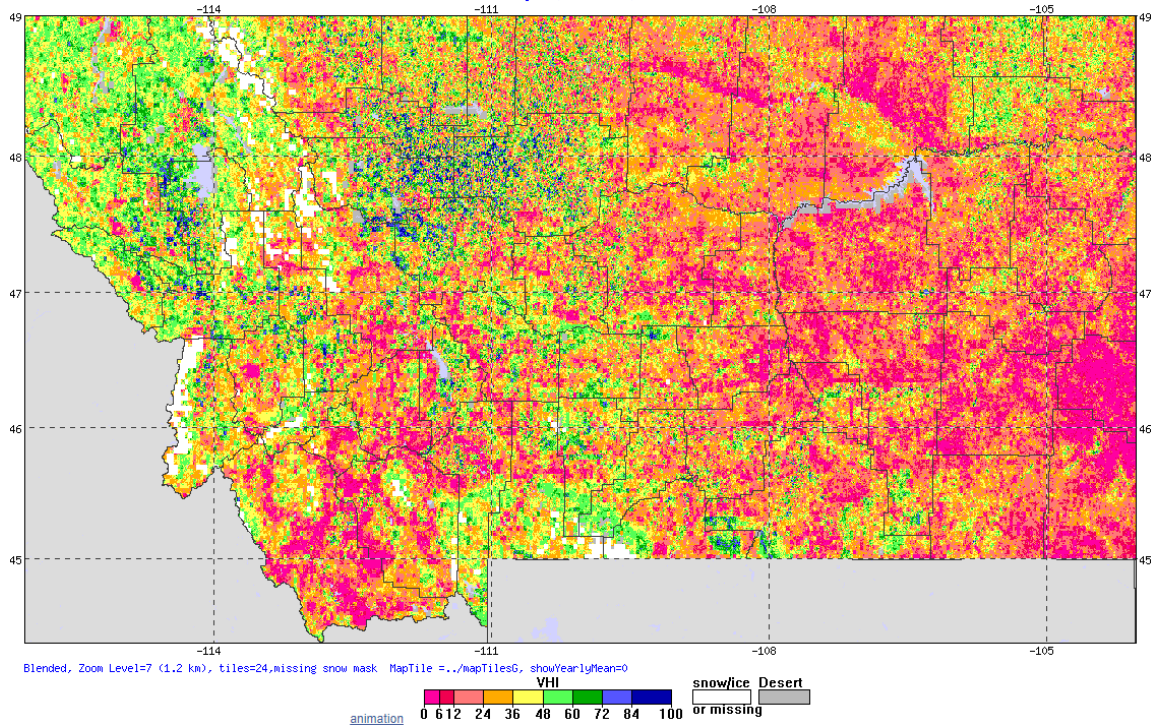 -114 -111 -108 -105
49 49
48 48
47 47
46 46
45 45
-114 -111 -108 -105
Blended, Zoom Level=7 (1.2 km), tiles=24,missing snow mask MapTile =../mapTilesG, showYearlyMean=0
VHI snow/ice Desert
0 6 12 24 36 48 60 72 84 100 or missing
animation